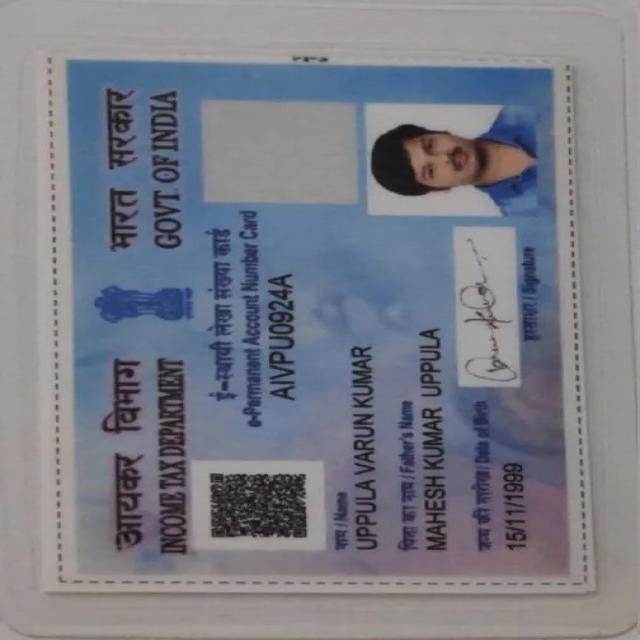 आयकर विभाग
INCOME TAX DEPARTMENT
भारत सरकार
GOVT. OF INDIA
ई-स्थायी लेखा संख्या कार्ड
e-Permanent Account Number Card
AIVPU0924A
नाम / Name
UPPULA VARUN KUMAR
पिता का नाम / Father's Name
MAHESH KUMAR UPPULA
जन्म की तारीख / Date of Birth
15/11/1999
हस्ताक्षर / Signature